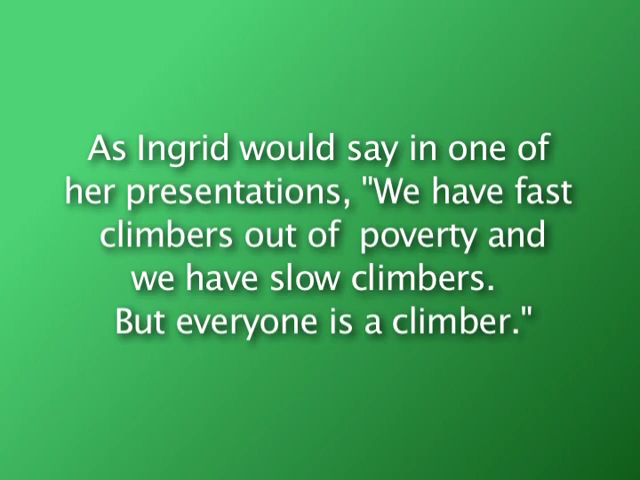 As Ingrid would say in one of
her presentations, "We have fast
climbers out of  poverty and
we have slow climbers.
But everyone is a climber."